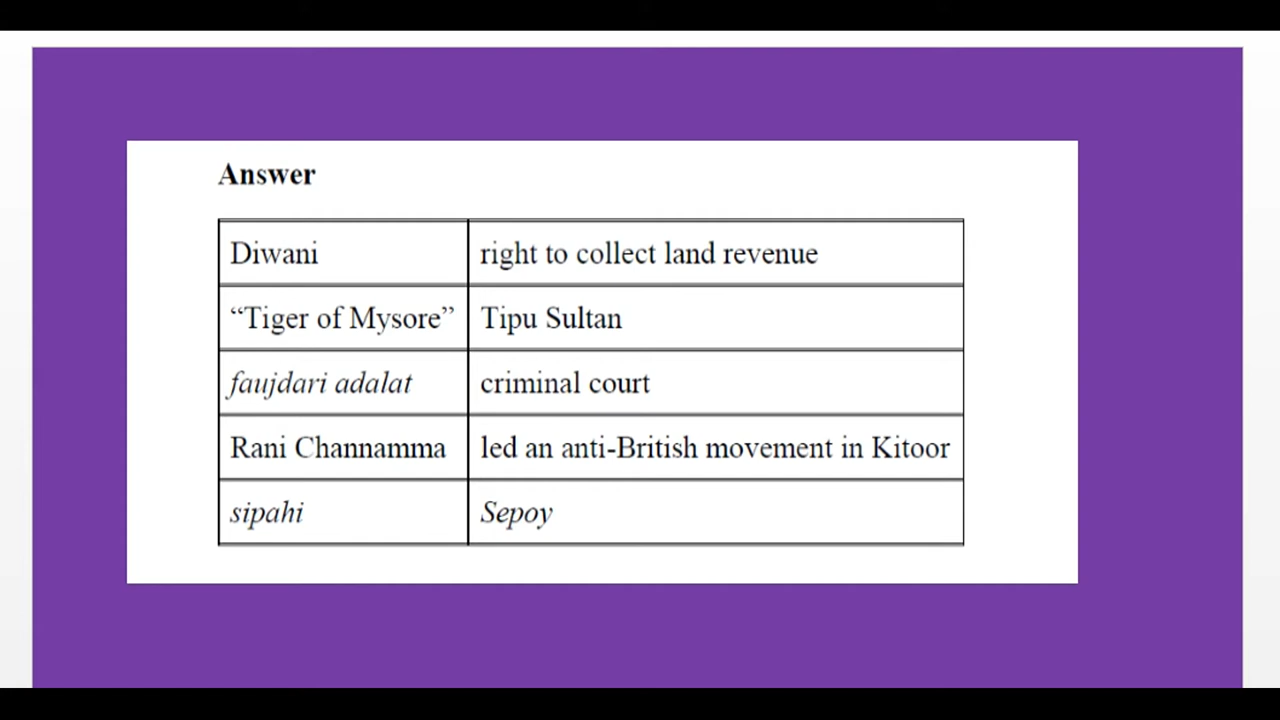 Answer
Diwani right to collect land revenue
“Tiger of Mysore” Tipu Sultan
faujdari adalat criminal court
Rani Channamma led an anti-British movement in Kitoor
sipahi Sepoy